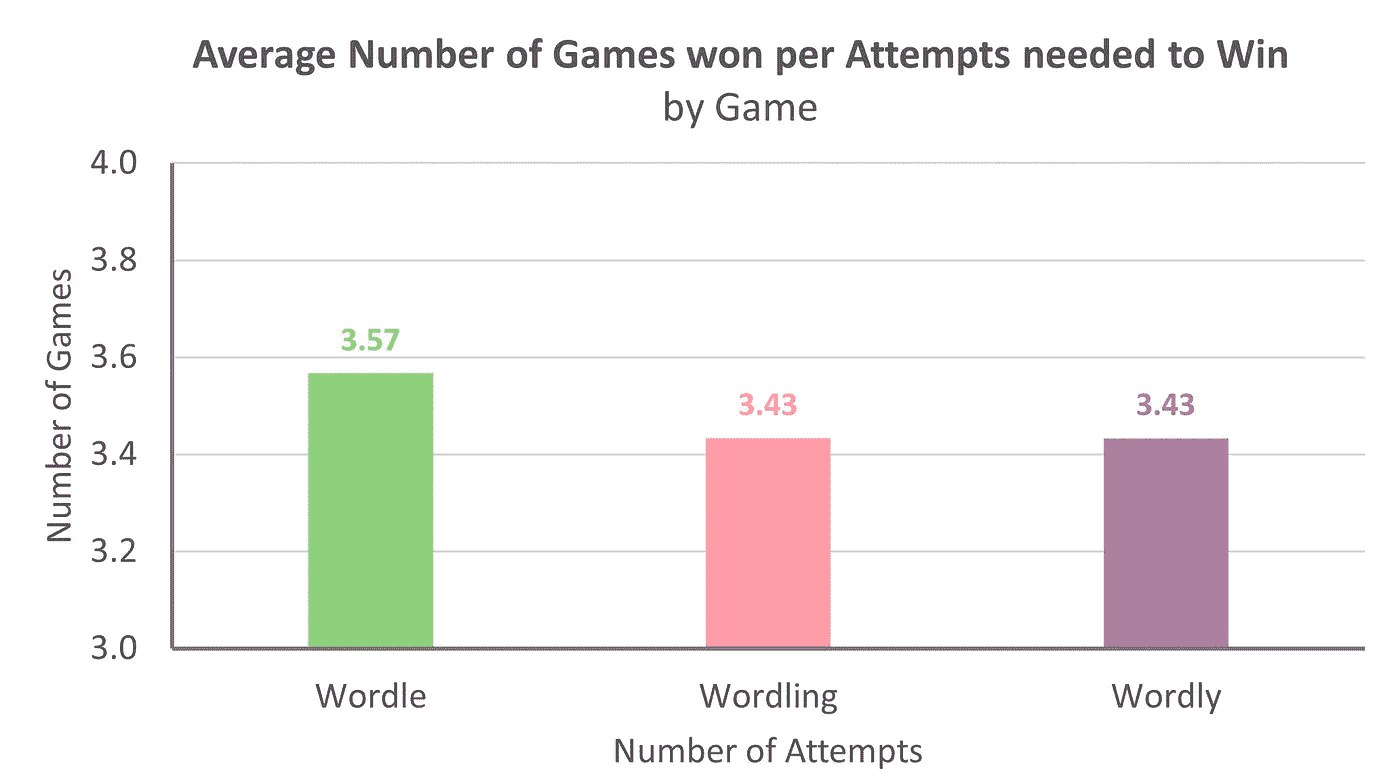 Average Number of Games won per Attempts needed to Win
by Game
4.0
3.8
3.6
3.4
3.2
3.0
Number of Games
3.57
3.43
3.43
Wordle
Wordling
Wordly
Number of Attempts